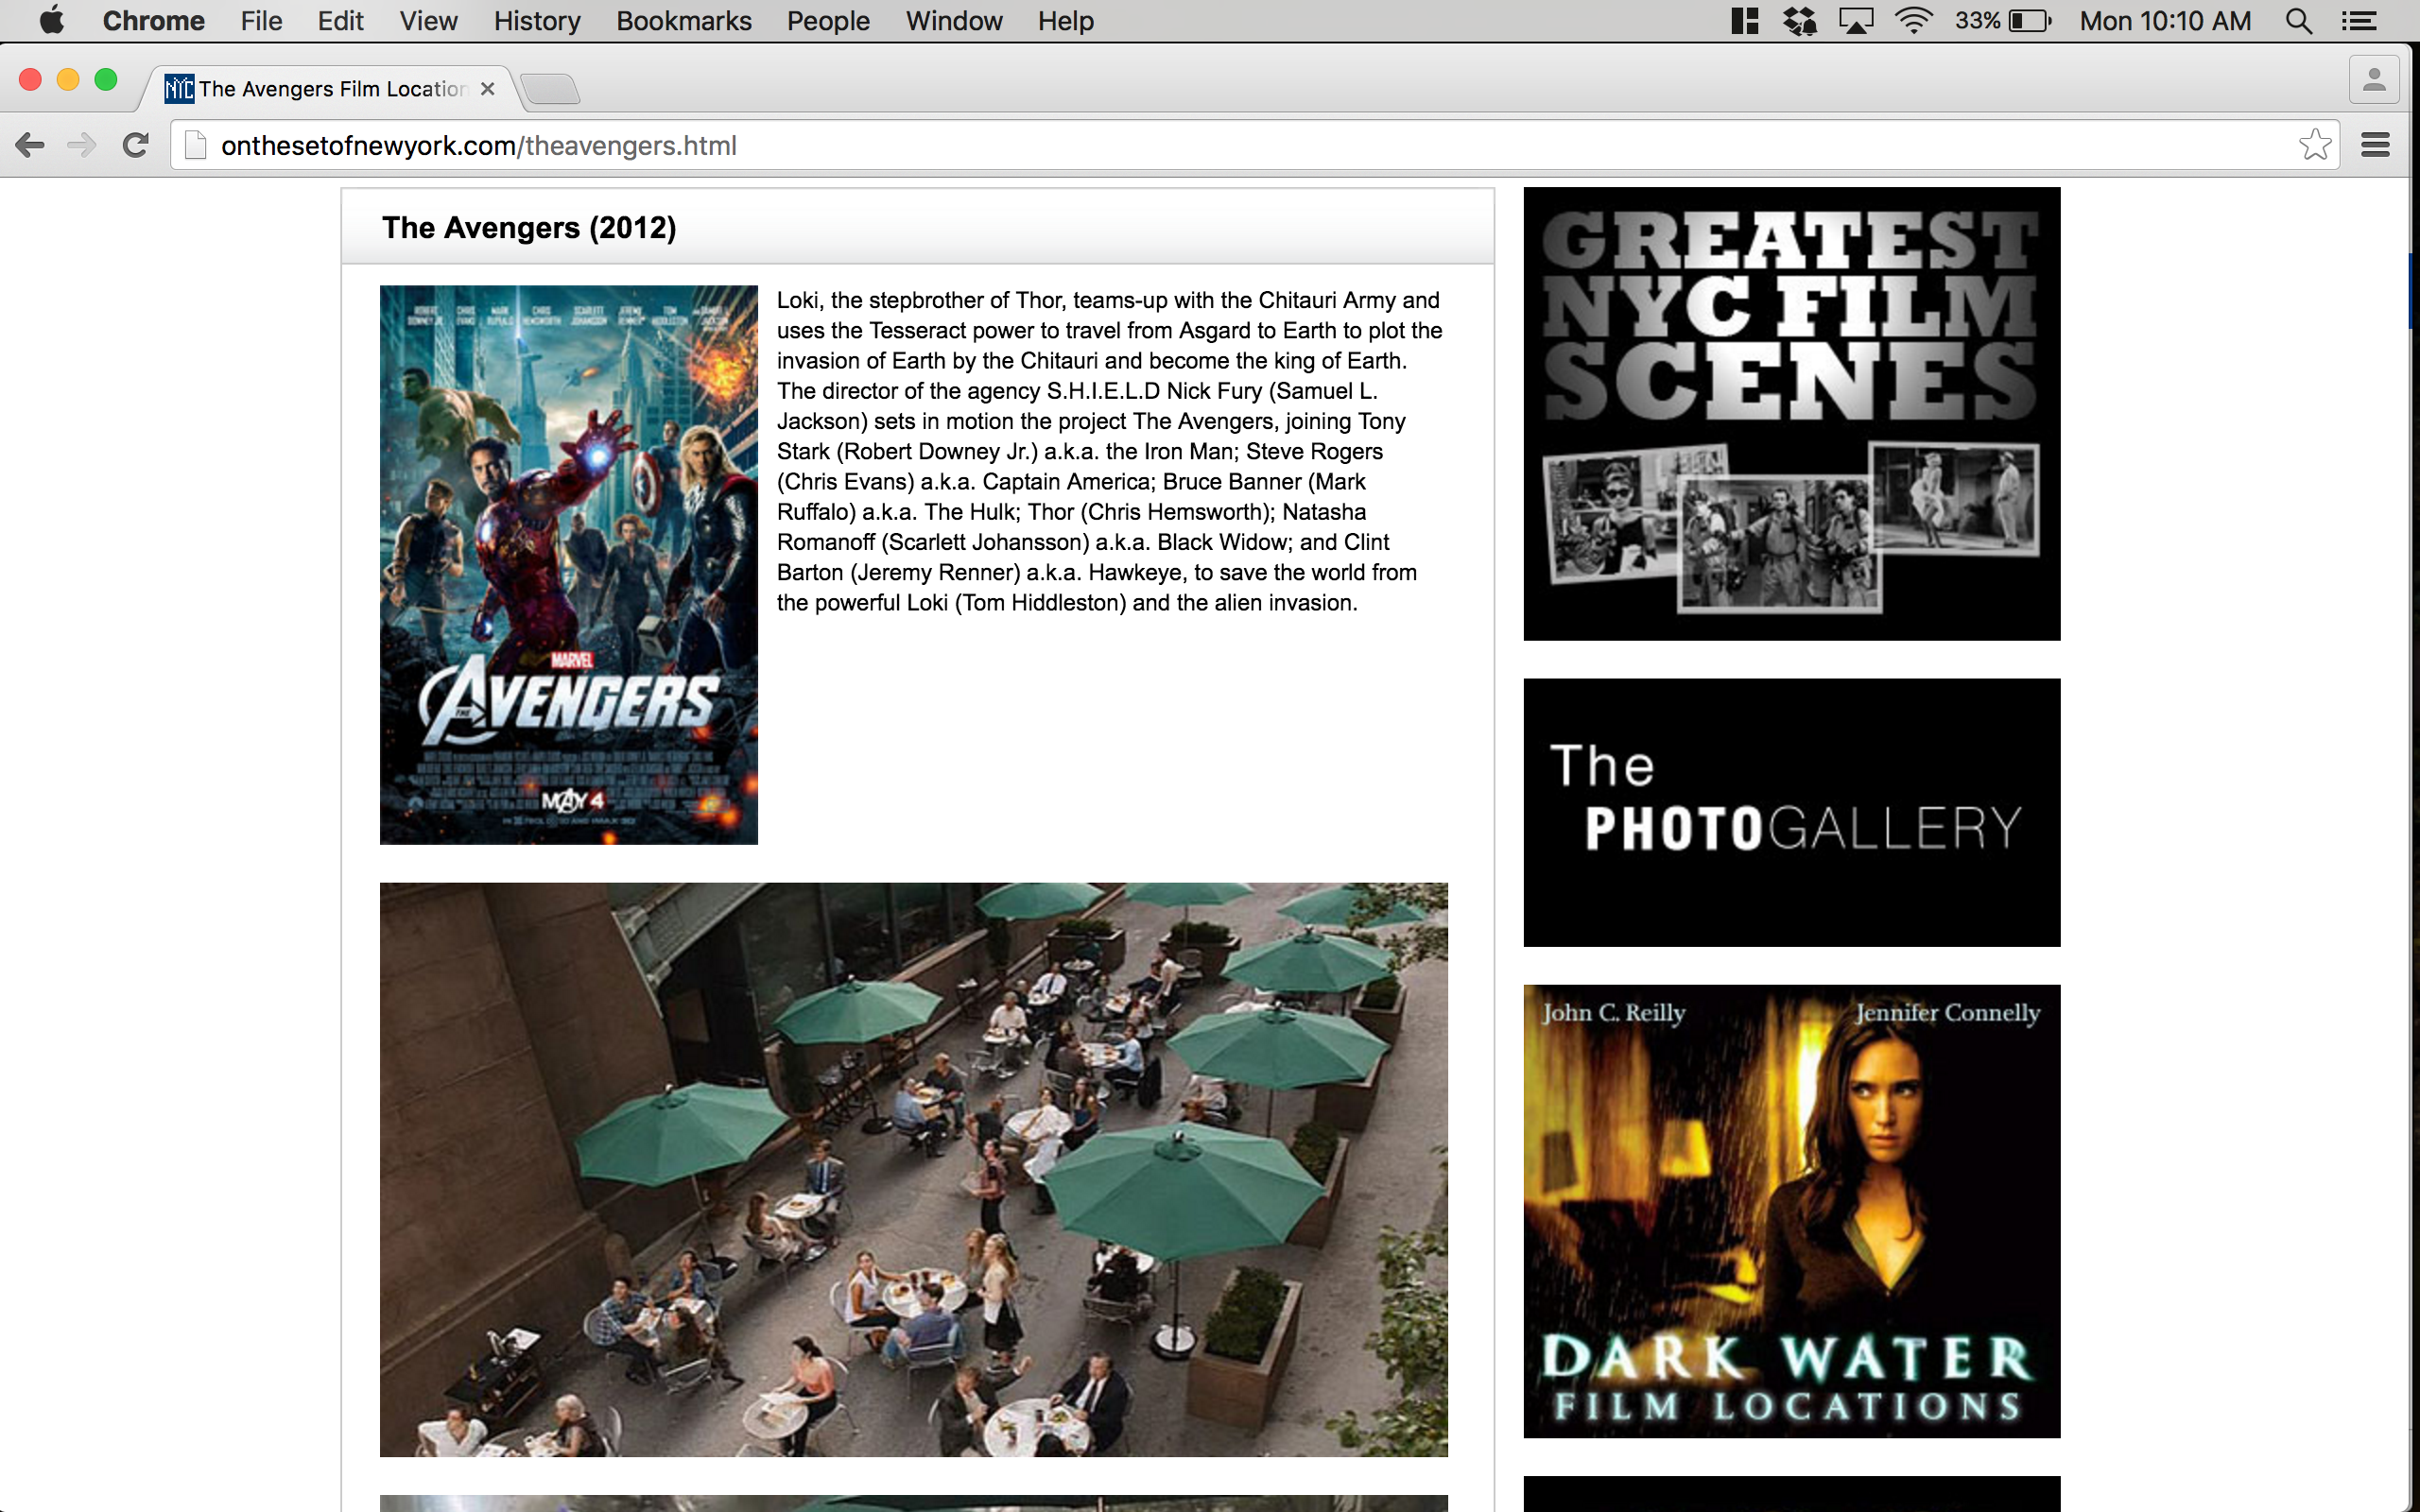 Chrome File Edit View History Bookmarks People Window Help 33% Mon 10:10 AM
NYC The Avengers Film Location
onthesetofnewyork.com/theavengers.html
The Avengers (2012)
Loki, the stepbrother of Thor, teams-up with the Chitauri Army and
uses the Tesseract power to travel from Asgard to Earth to plot the
invasion of Earth by the Chitauri and become the king of Earth.
The director of the agency S.H.I.E.L.D Nick Fury (Samuel L.
Jackson) sets in motion the project The Avengers, joining Tony
Stark (Robert Downey Jr.) a.k.a. the Iron Man; Steve Rogers
(Chris Evans) a.k.a. Captain America; Bruce Banner (Mark
Ruffalo) a.k.a. The Hulk; Thor (Chris Hemsworth); Natasha
Romanoff (Scarlett Johansson) a.k.a. Black Widow; and Clint
Barton (Jeremy Renner) a.k.a. Hawkeye, to save the world from
the powerful Loki (Tom Hiddleston) and the alien invasion.
MARVEL
THE AVENGERS
MAY 4
GREATEST
NYC FILM
SCENES
The
PHOTOGALLERY
John C. Reilly Jennifer Connelly
DARK WATER
FILM LOCATIONS